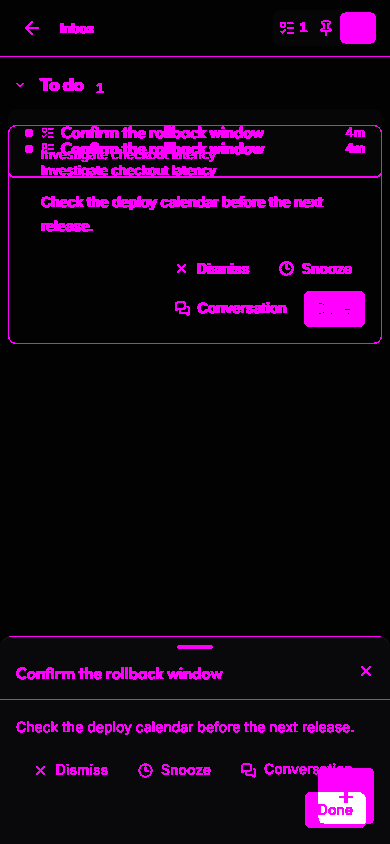 Inbox
1
To do 1
Confirm the rollback window 4m
Confirm the rollback window 4m
Investigate checkout latency
Investigate checkout latency
Check the deploy calendar before the next
release.
Dismiss Snooze
Conversation
Confirm the rollback window
Check the deploy calendar before the next release.
Dismiss Snooze Conversation
Done